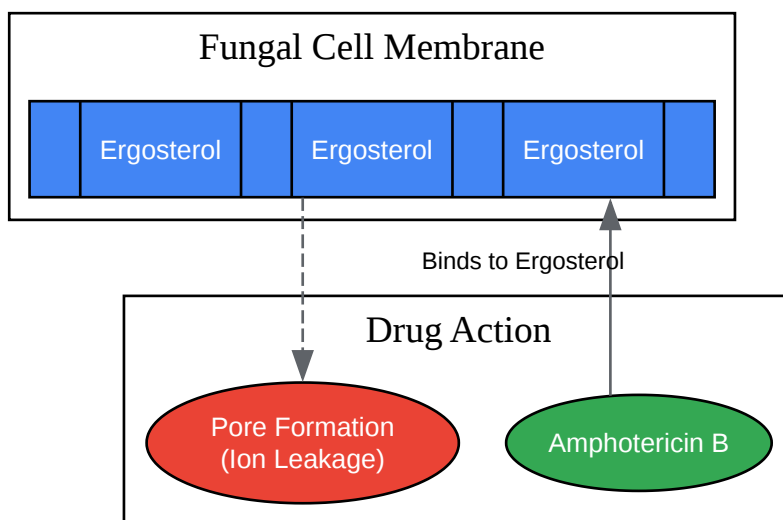 Fungal Cell Membrane
Ergosterol Ergosterol Ergosterol
Binds to Ergosterol
Drug Action
Pore Formation
(Ion Leakage)
Amphotericin B